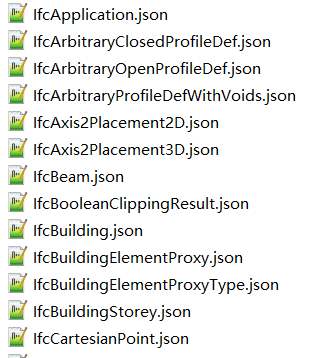 IfcApplication.json
IfcArbitraryClosedProfileDef.json
IfcArbitraryOpenProfileDef.json
IfcArbitraryProfileDefWithVoids.json
IfcAxis2Placement2D.json
IfcAxis2Placement3D.json
IfcBeam.json
IfcBooleanClippingResult.json
IfcBuilding.json
IfcBuildingElementProxy.json
IfcBuildingElementProxyType.json
IfcBuildingStorey.json
IfcCartesianPoint.json